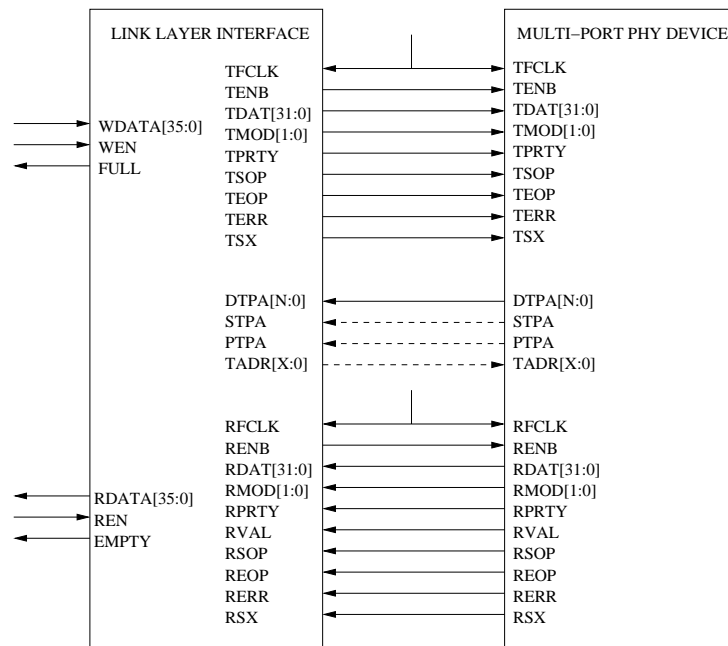 LINK LAYER INTERFACE
MULTI–PORT PHY DEVICE
TFCLK
TFCLK
TENB
TENB
TDAT[31:0]
TDAT[31:0]
WDATA[35:0]
TMOD[1:0]
TMOD[1:0]
WEN
TPRTY
TPRTY
FULL
TSOP
TSOP
TEOP
TEOP
TERR
TERR
TSX
TSX
DTPA[N:0]
DTPA[N:0]
STPA
STPA
PTPA
PTPA
TADR[X:0]
TADR[X:0]
RFCLK
RFCLK
RENB
RENB
RDAT[31:0]
RDAT[31:0]
RDATA[35:0]
RMOD[1:0]
RMOD[1:0]
REN
RPRTY
RPRTY
EMPTY
RVAL
RVAL
RSOP
RSOP
REOP
REOP
RERR
RERR
RSX
RSX